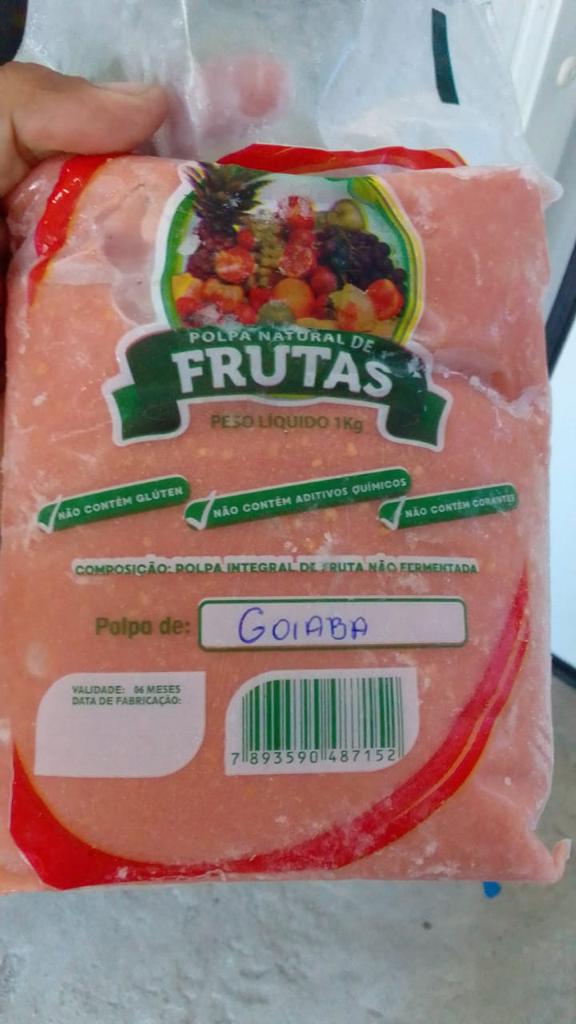 POLPA NATURAL DE
FRUTAS
PESO LÍQUIDO 1Kg
NÃO CONTÉM GLÚTEN
NÃO CONTÉM ADITIVOS QUÍMICOS
NÃO CONTÉM CORANTES
COMPOSIÇÃO: POLPA INTEGRAL DE FRUTA NÃO FERMENTADA
Polpa de: GOIABA
VALIDADE: 06 MESES
DATA DE FABRICAÇÃO:
7 893590 487152